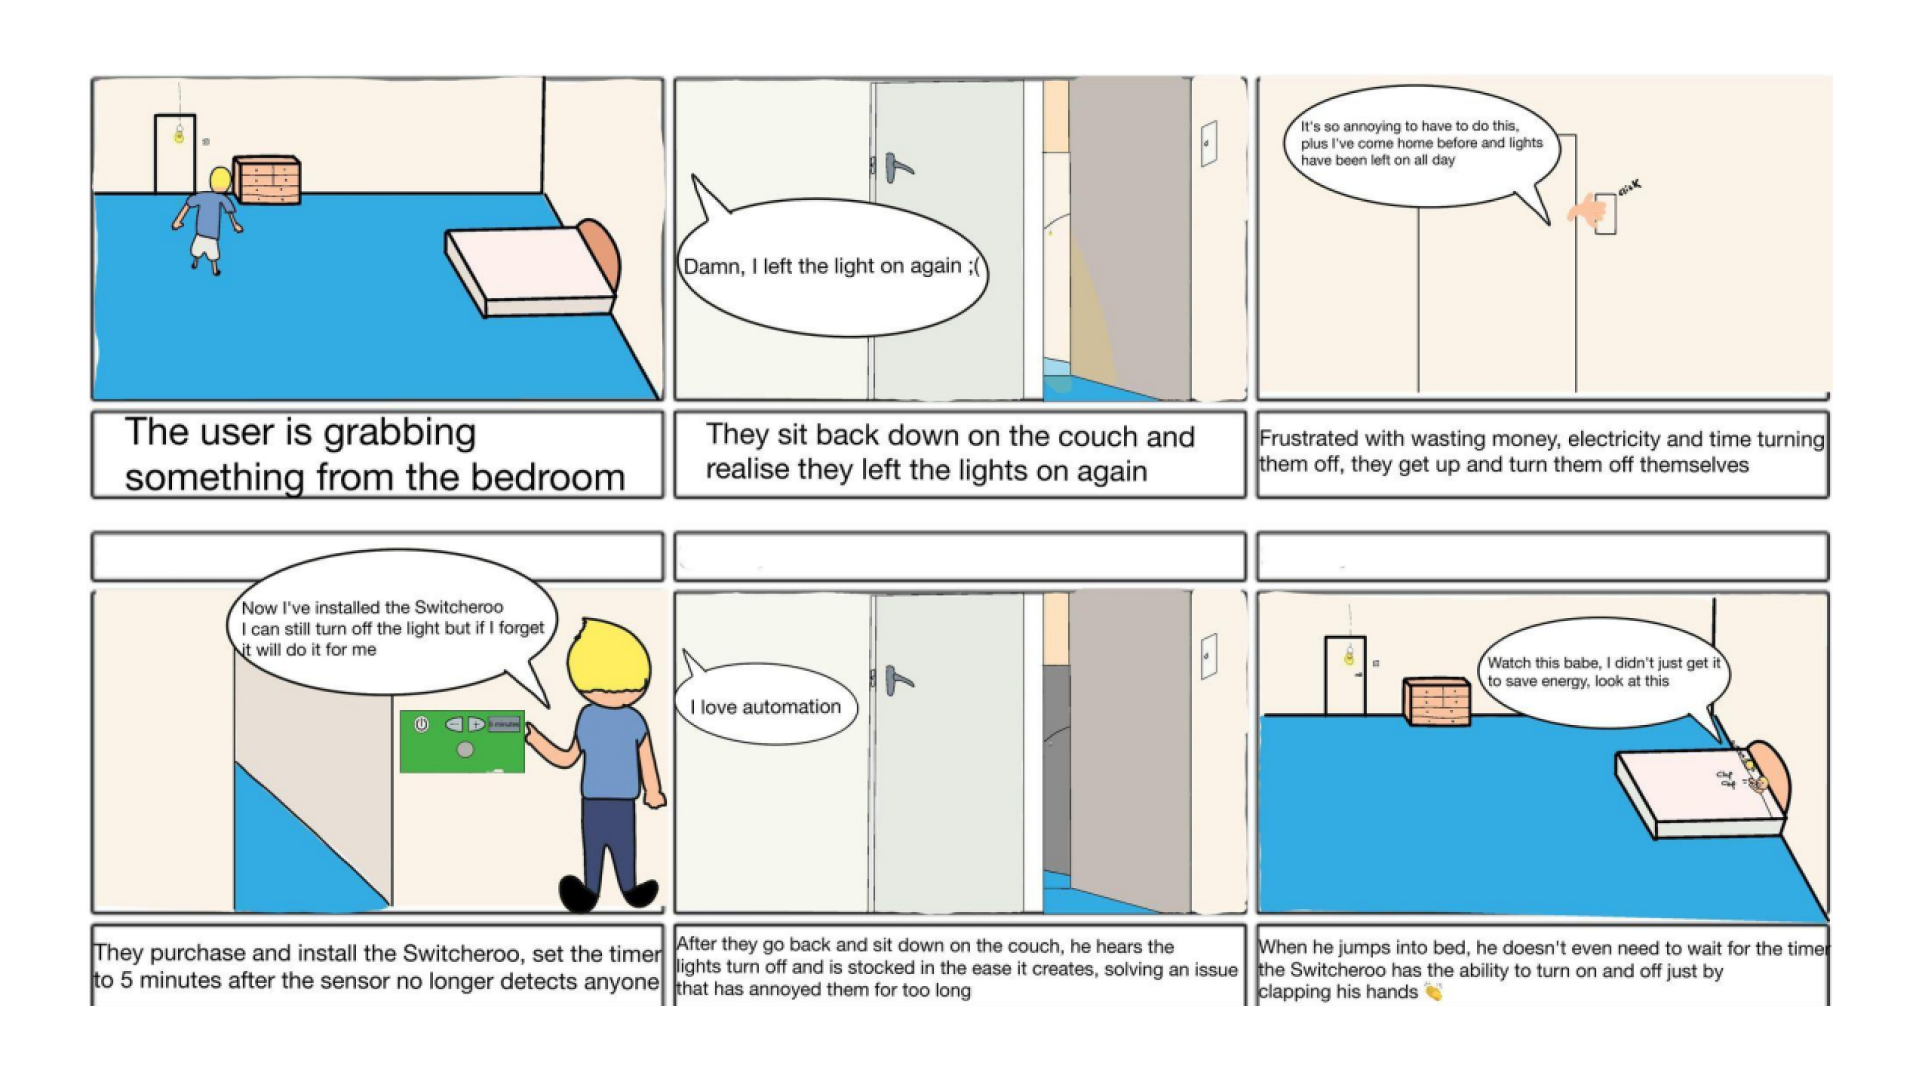 Damn, I left the light on again ;(
It's so annoying to have to do this,
plus I've come home before and lights
have been left on all day
click
The user is grabbing
something from the bedroom
They sit back down on the couch and
realise they left the lights on again
Frustrated with wasting money, electricity and time turning
them off, they get up and turn them off themselves
Now I've installed the Switcheroo
I can still turn off the light but if I forget
it will do it for me
- + 5 minutes
I love automation
Watch this babe, I didn't just get it
to save energy, look at this
Clap
Clap
They purchase and install the Switcheroo, set the timer
to 5 minutes after the sensor no longer detects anyone
After they go back and sit down on the couch, he hears the
lights turn off and is stocked in the ease it creates, solving an issue
that has annoyed them for too long
When he jumps into bed, he doesn't even need to wait for the timer
the Switcheroo has the ability to turn on and off just by
clapping his hands 👏